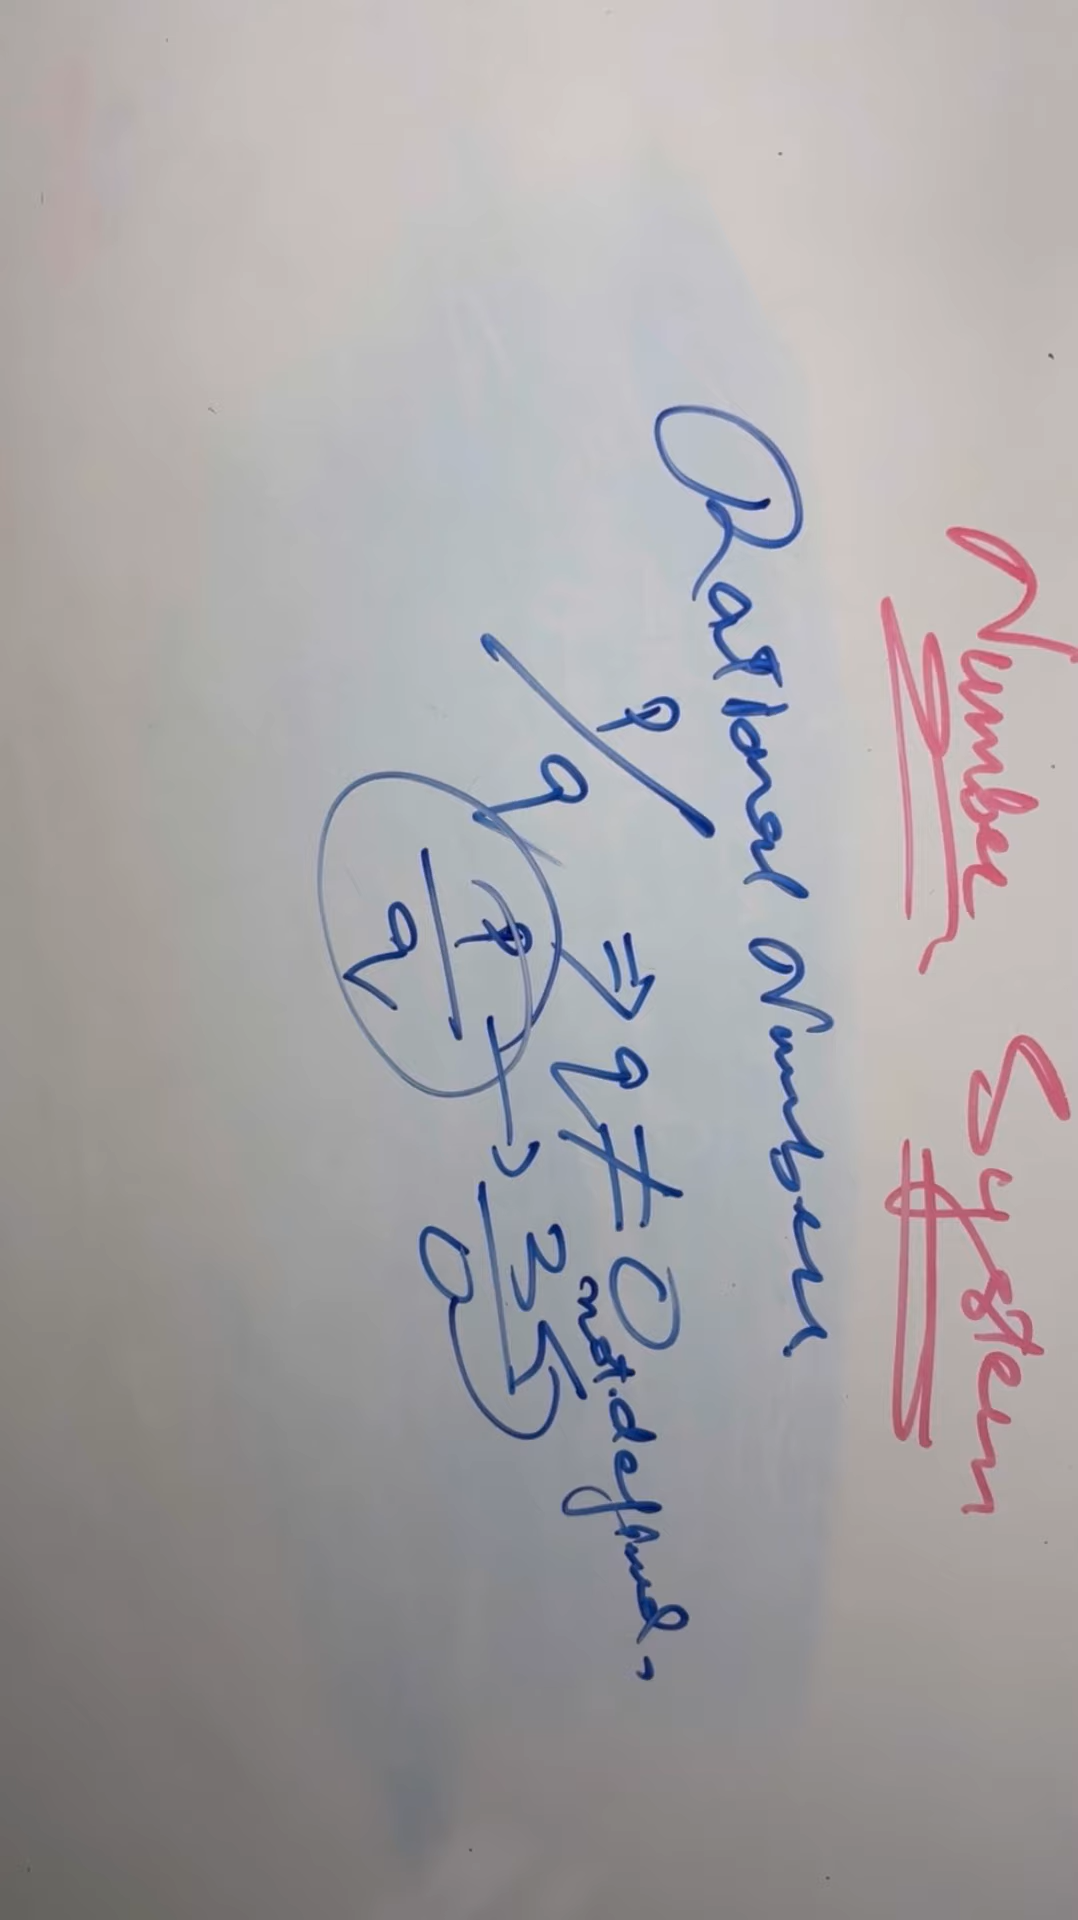 Number System
Rational Number
p/q ⇒ q ≠ 0
p/q → 35/0 not defined.